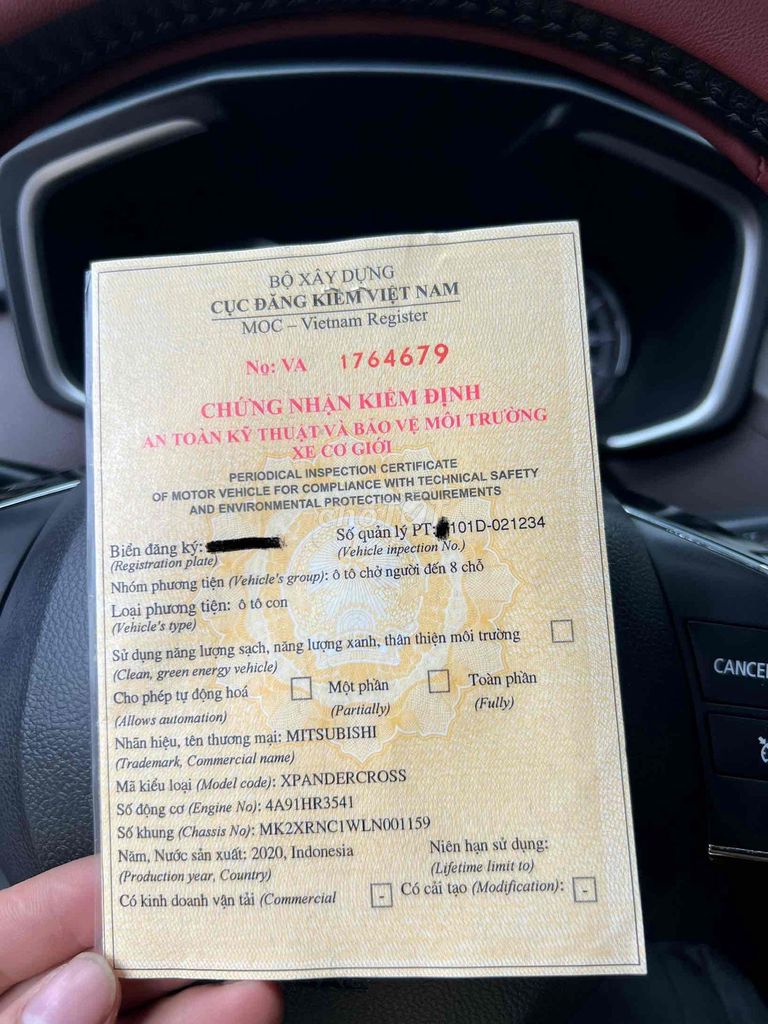 BỘ XÂY DỰNG
CỤC ĐĂNG KIỂM VIỆT NAM
MOC – Vietnam Register
No: VA 1764679
CHỨNG NHẬN KIỂM ĐỊNH
AN TOÀN KỸ THUẬT VÀ BẢO VỆ MÔI TRƯỜNG
XE CƠ GIỚI
PERIODICAL INSPECTION CERTIFICATE
OF MOTOR VEHICLE FOR COMPLIANCE WITH TECHNICAL SAFETY
AND ENVIRONMENTAL PROTECTION REQUIREMENTS
Biển đăng ký: Số quản lý PT: 101D-021234
(Registration plate) (Vehicle inpection No.)
Nhóm phương tiện (Vehicle's group): ô tô chở người đến 8 chỗ
Loại phương tiện: ô tô con
(Vehicle's type)
Sử dụng năng lượng sạch, năng lượng xanh, thân thiện môi trường
(Clean, green energy vehicle)
Cho phép tự động hoá Một phần Toàn phần
(Allows automation) (Partially) (Fully)
Nhãn hiệu, tên thương mại: MITSUBISHI
(Trademark, Commercial name)
Mã kiểu loại (Model code): XPANDERCROSS
Số động cơ (Engine No): 4A91HR3541
Số khung (Chassis No): MK2XRNC1WLN001159
Năm, Nước sản xuất: 2020, Indonesia Niên hạn sử dụng:
(Production year, Country) (Lifetime limit to)
Có kinh doanh vận tải (Commercial - Có cải tạo (Modification): -
CANCEL